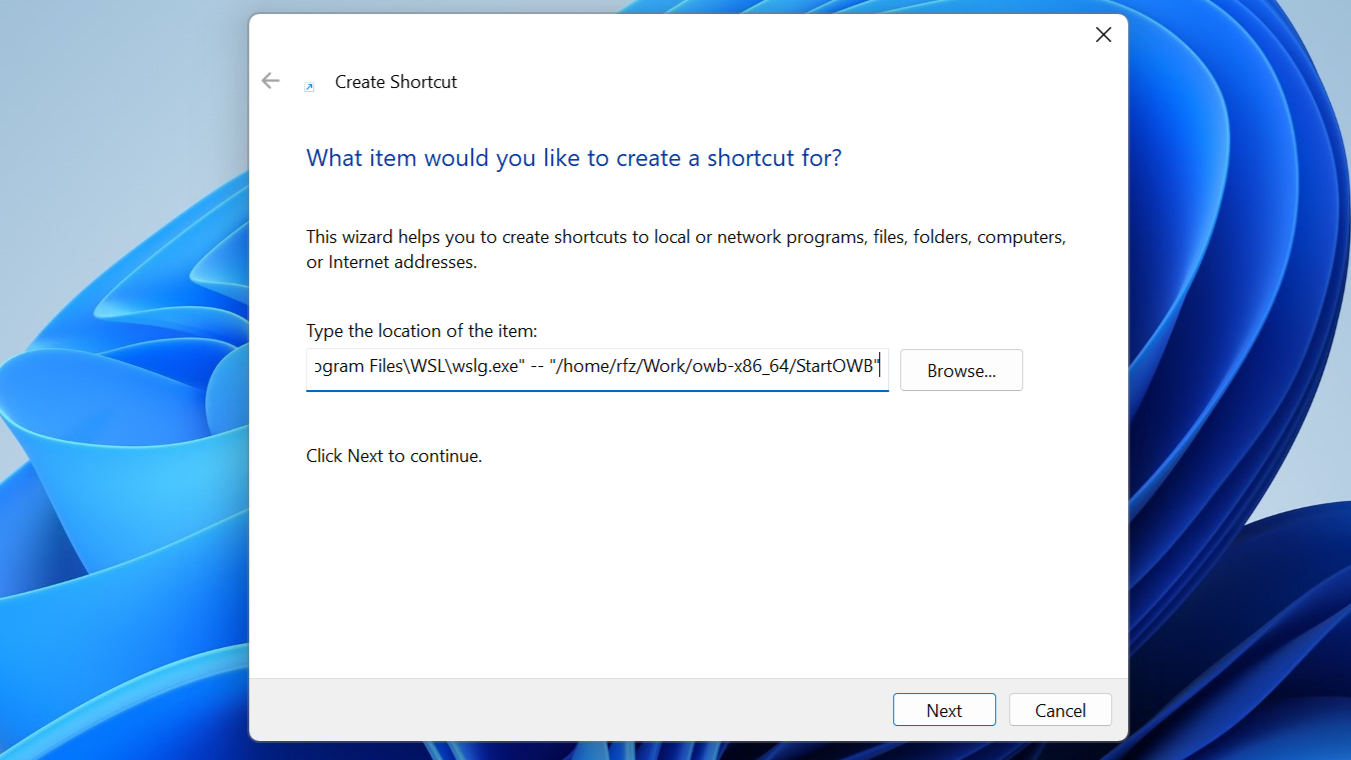 Create Shortcut
What item would you like to create a shortcut for?
This wizard helps you to create shortcuts to local or network programs, files, folders, computers,
or Internet addresses.
Type the location of the item:
ogram Files\WSL\wslg.exe" -- "/home/rfz/Work/owb-x86_64/StartOWB"
Browse...
Click Next to continue.
Next
Cancel